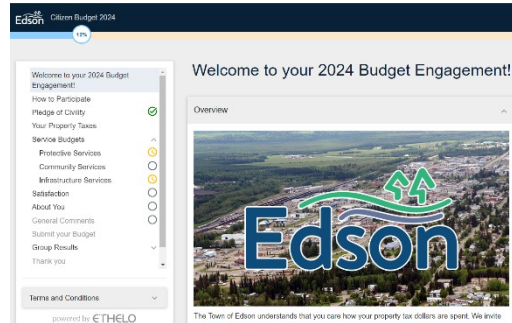 Edson Citizen Budget 2024
13%
Welcome to your 2024 Budget
Engagement!
How to Participate
Pledge of Civility
Your Property Taxes
Service Budgets
Protective Services
Community Services
Infrastructure Services
Satisfaction
About You
General Comments
Submit your Budget
Group Results
Thank you
Terms and Conditions
powered by ETHELO
Welcome to your 2024 Budget Engagement!
Overview
Edson
The Town of Edson understands that you care how your property tax dollars are spent. We invite